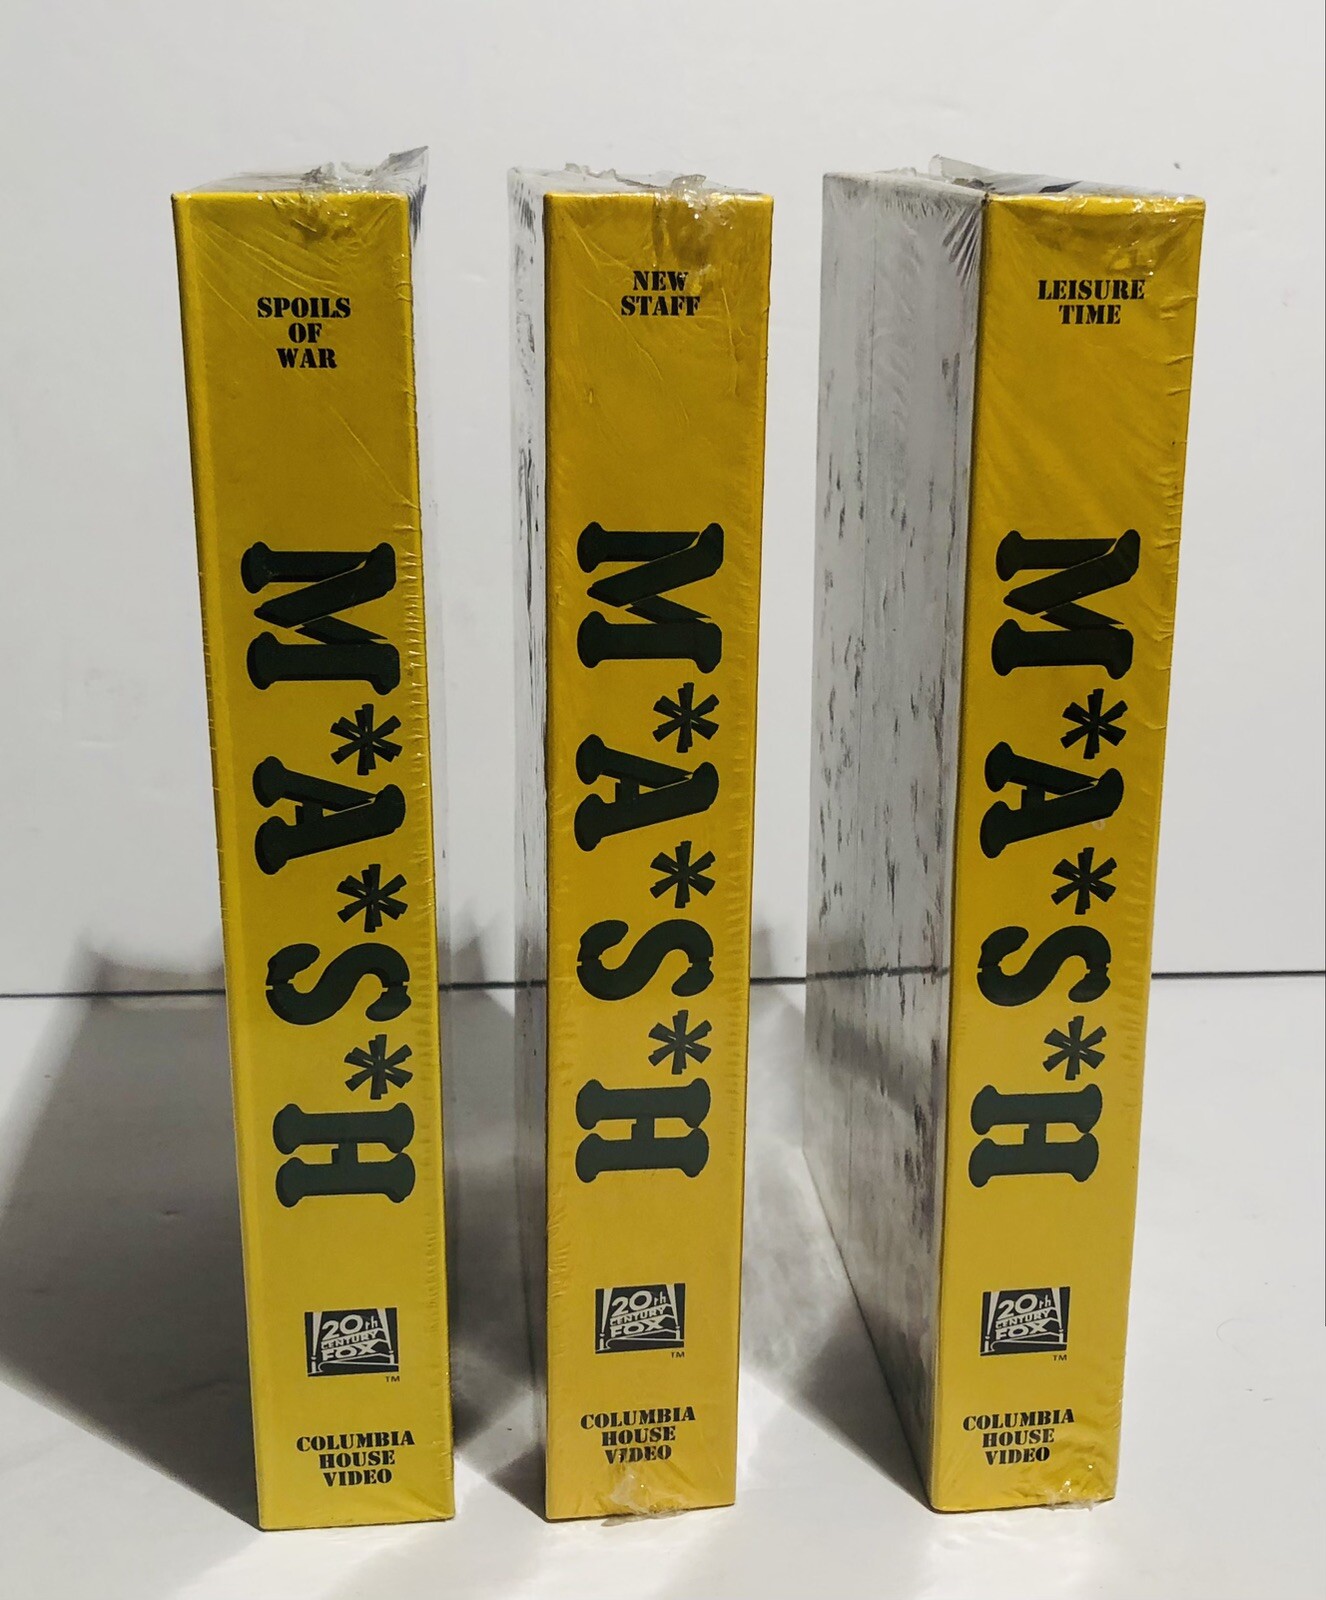 SPOILS
OF
WAR
M*A*S*H
20th
CENTURY
FOX
TM
COLUMBIA
HOUSE
VIDEO
NEW
STAFF
M*A*S*H
20th
CENTURY
FOX
TM
COLUMBIA
HOUSE
VIDEO
LEISURE
TIME
M*A*S*H
20th
CENTURY
FOX
TM
COLUMBIA
HOUSE
VIDEO